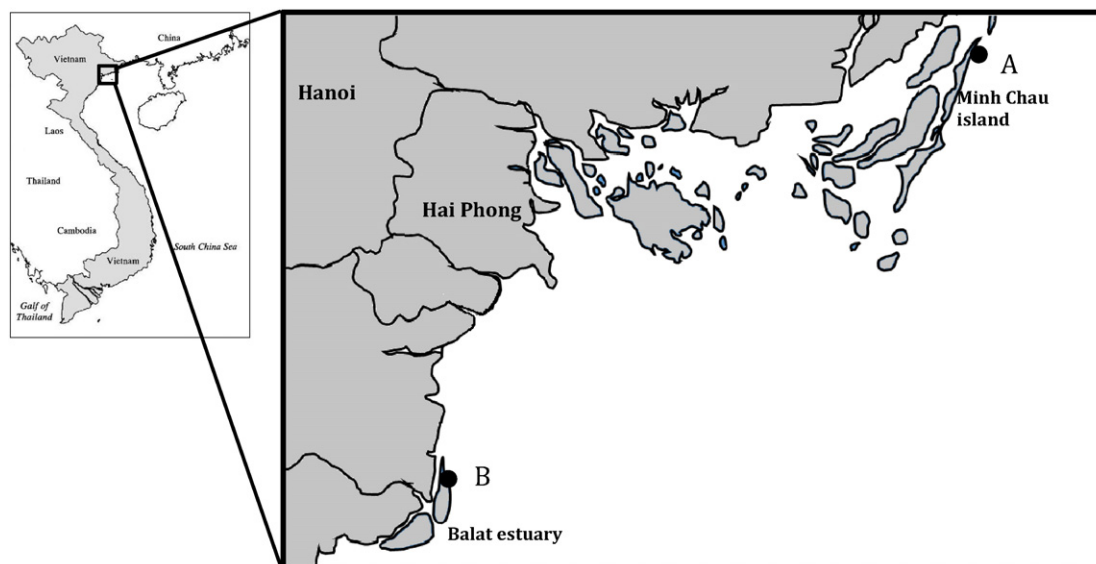 China
Vietnam
Laos
Thailand
Cambodia
South China Sea
Vietnam
Galf of
Thailand
Hanoi
Hai Phong
A
Minh Chau
island
B
Balat estuary